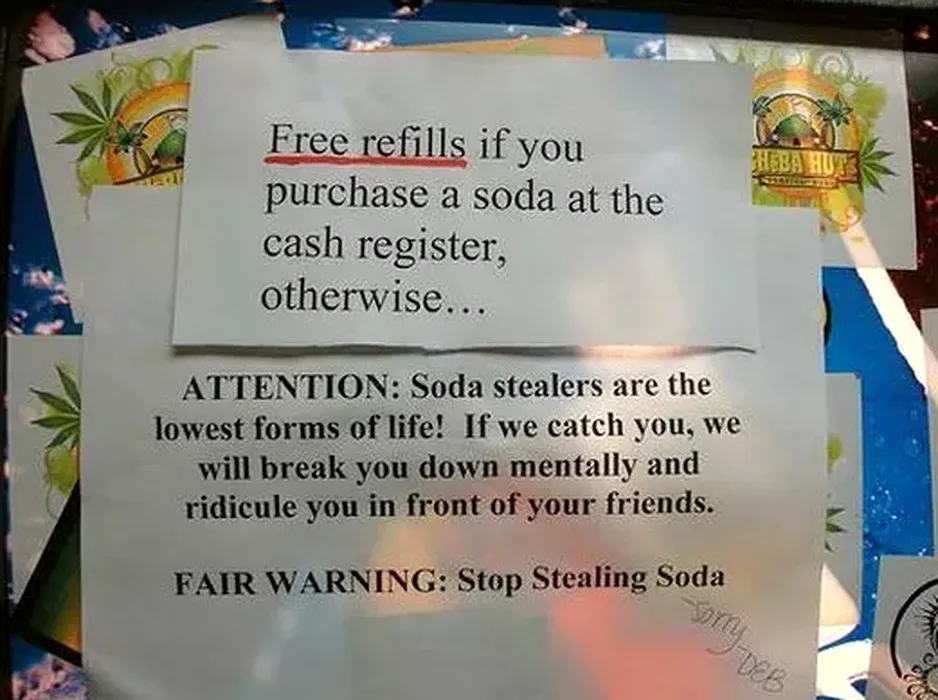 Free refills if you
purchase a soda at the
cash register,
otherwise...
ATTENTION: Soda stealers are the
lowest forms of life! If we catch you, we
will break you down mentally and
ridicule you in front of your friends.
FAIR WARNING: Stop Stealing Soda
-sorry
-DEB
HEBA HUT